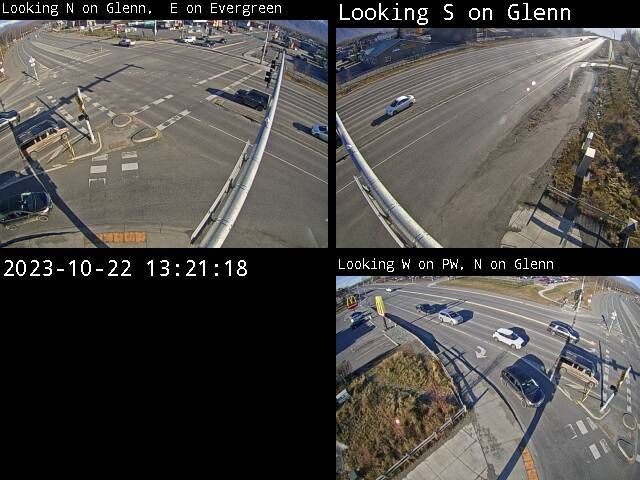 Looking N on Glenn, E on Evergreen
Looking S on Glenn
2023-10-22 13:21:18
Looking W on PW, N on Glenn